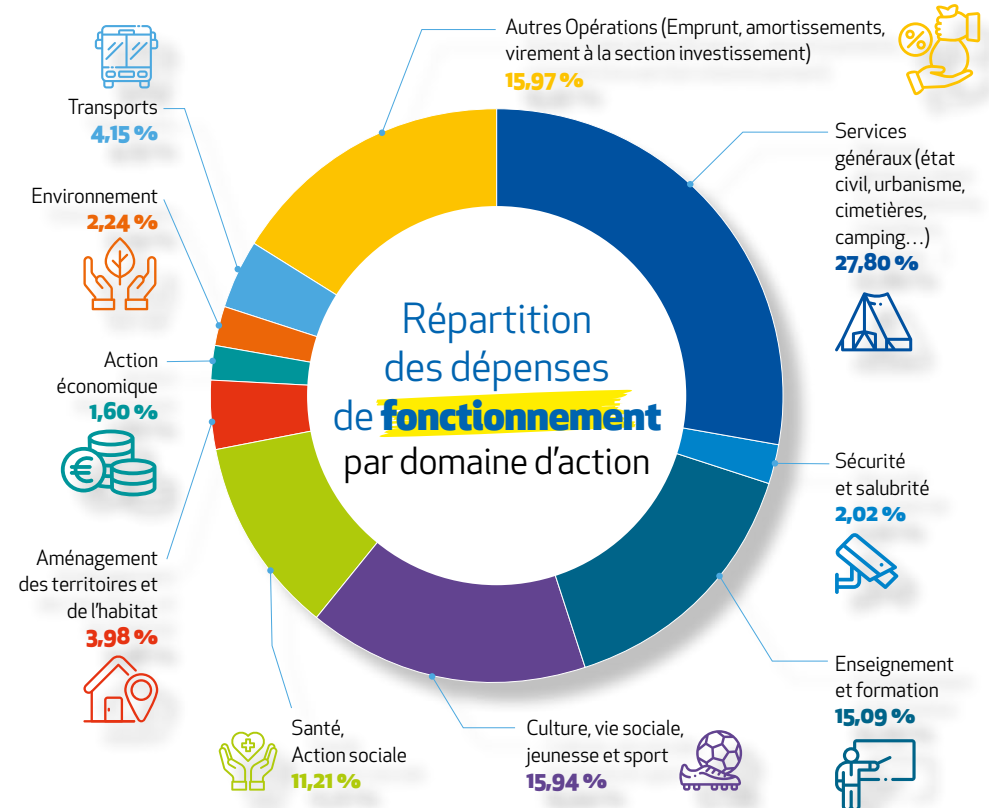 Autres Opérations (Emprunt, amortissements,
virement à la section investissement)
15,97 %
Services
généraux (état
civil, urbanisme,
cimetières,
camping…)
27,80 %
Sécurité
et salubrité
2,02 %
Enseignement
et formation
15,09 %
Culture, vie sociale,
jeunesse et sport
15,94 %
Santé,
Action sociale
11,21 %
Aménagement
des territoires et
de l'habitat
3,98 %
Action
économique
1,60 %
Environnement
2,24 %
Transports
4,15 %
Répartition
des dépenses
de fonctionnement
par domaine d'action